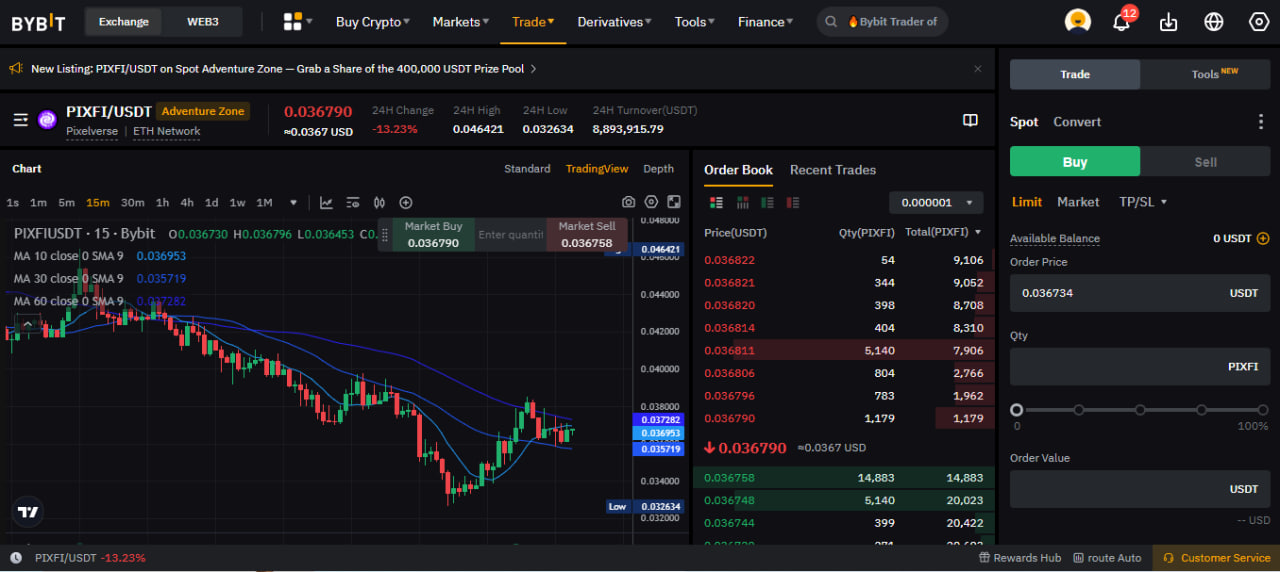 BYBIT Exchange WEB3 Buy Crypto Markets Trade Derivatives Tools Finance Bybit Trader of 12
New Listing: PIXFI/USDT on Spot Adventure Zone — Grab a Share of the 400,000 USDT Prize Pool
PIXFI/USDT Adventure Zone
Pixelverse ETH Network
0.036790
≈0.0367 USD
24H Change
-13.23%
24H High
0.046421
24H Low
0.032634
24H Turnover(USDT)
8,893,915.79
Chart Standard TradingView Depth
1s 1m 5m 15m 30m 1h 4h 1d 1w 1M
PIXFIUSDT · 15 · Bybit O0.036730 H0.036796 L0.036453 C0.
MA 10 close 0 SMA 9 0.036953
MA 30 close 0 SMA 9 0.035719
MA 60 close 0 SMA 9 0.037282
Market Buy
0.036790
Enter quantit
Market Sell
0.036758
0.048000
0.046421
0.046000
0.044000
0.042000
0.040000
0.038000
0.037282
0.036953
0.035719
0.034000
Low 0.032634
0.032000
Order Book Recent Trades
0.000001
Price(USDT) Qty(PIXFI) Total(PIXFI)
0.036822 54 9,106
0.036821 344 9,052
0.036820 398 8,708
0.036814 404 8,310
0.036811 5,140 7,906
0.036806 804 2,766
0.036796 783 1,962
0.036790 1,179 1,179
0.036790 ≈0.0367 USD
0.036758 14,883 14,883
0.036748 5,140 20,023
0.036744 399 20,422
Trade Tools NEW
Spot Convert
Buy Sell
Limit Market TP/SL
Available Balance 0 USDT
Order Price
0.036734 USDT
Qty
PIXFI
0 100%
Order Value
USDT
-- USD
PIXFI/USDT -13.23%
Rewards Hub route Auto Customer Service